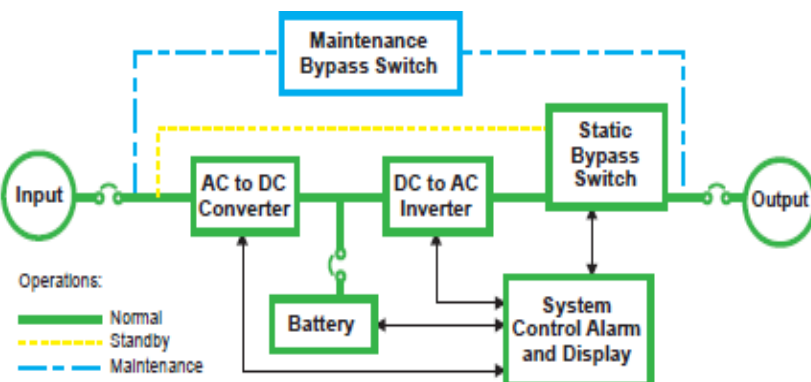 Maintenance
Bypass Switch
Static
Bypass
Switch
Input
AC to DC
Converter
DC to AC
Inverter
Output
Operations:
Normal
Standby
Maintenance
Battery
System
Control Alarm
and Display